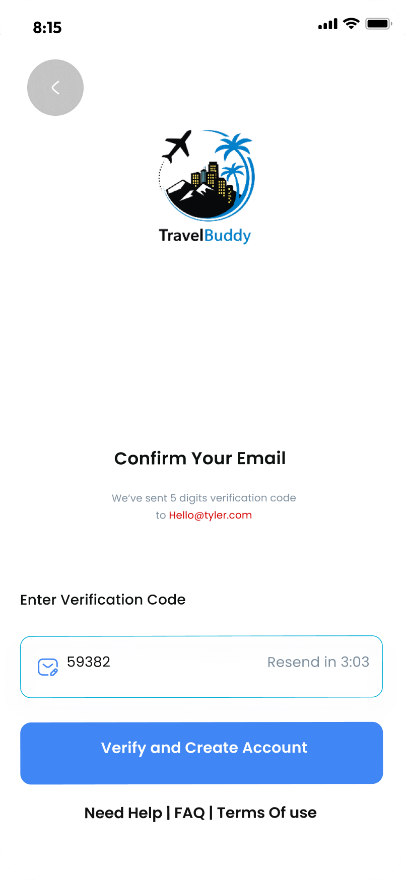 8:15
TravelBuddy
Confirm Your Email
We've sent 5 digits verification code
to Hello@tyler.com
Enter Verification Code
59382 Resend in 3:03
Verify and Create Account
Need Help | FAQ | Terms Of use